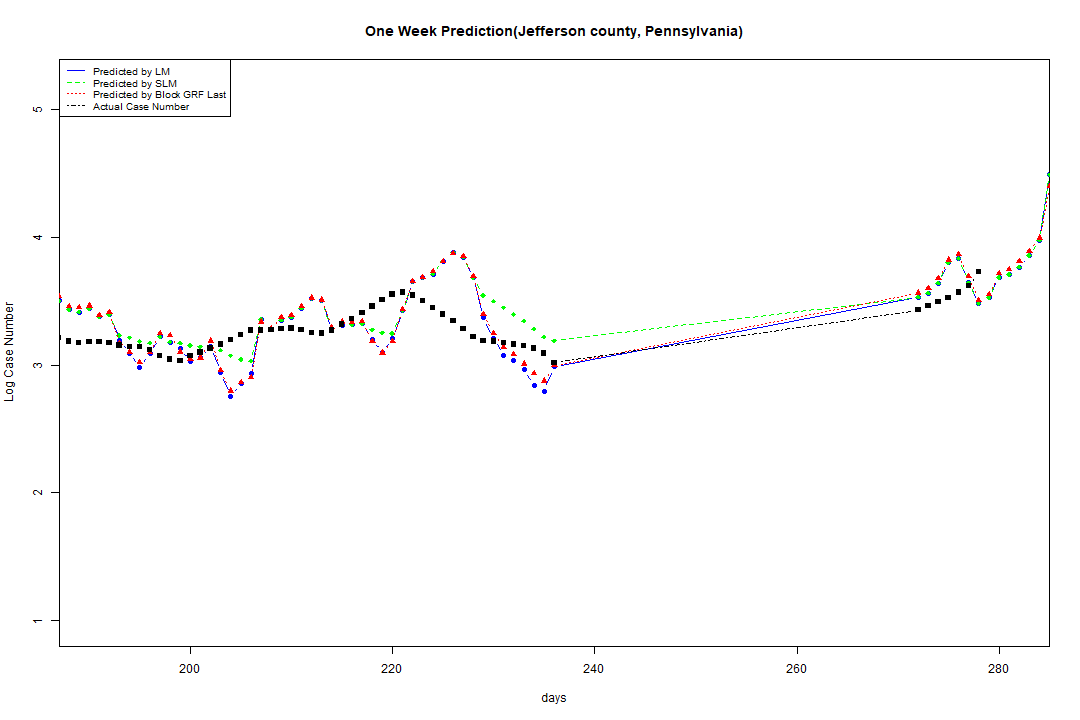 One Week Prediction(Jefferson county, Pennsylvania)
Predicted by LM
Predicted by SLM
Predicted by Block GRF Last
Actual Case Number
5
4
3
2
1
Log Case Number
200 220 240 260 280
days